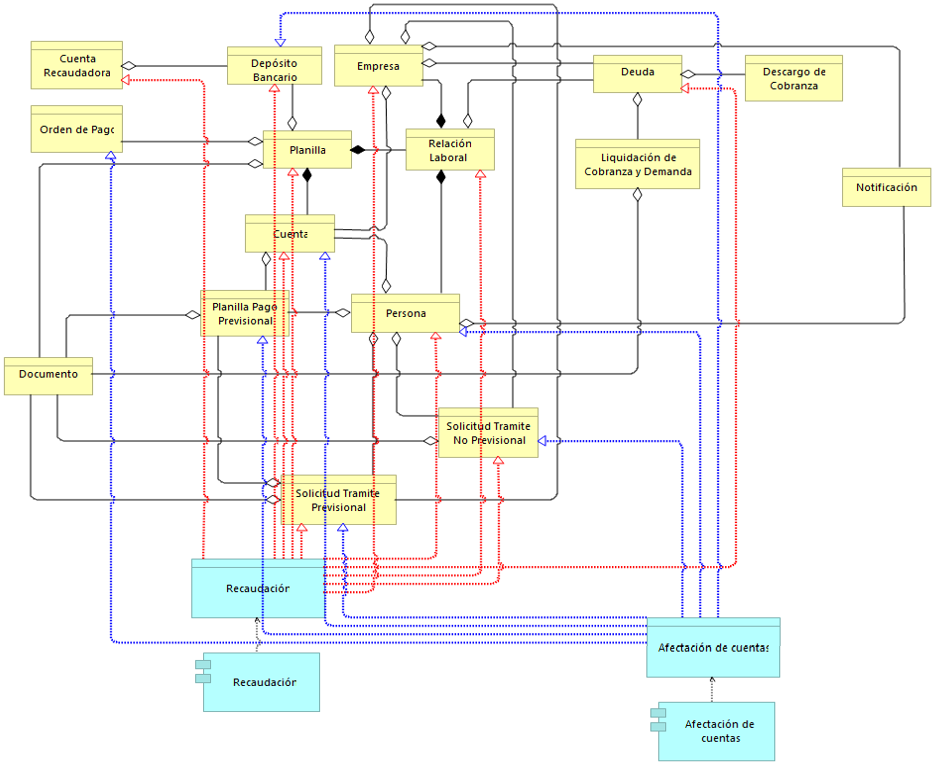 Cuenta
Recaudadora
Depósito
Bancario
Empresa
Deuda
Descargo de
Cobranza
Orden de Pago
Planilla
Relación
Laboral
Liquidación de
Cobranza y Demanda
Notificación
Cuenta
Planilla Pago
Previsional
Persona
Documento
Solicitud Tramite
No Previsional
Solicitud Tramite
Previsional
Recaudación
Afectación de cuentas
Recaudación
Afectación de
cuentas